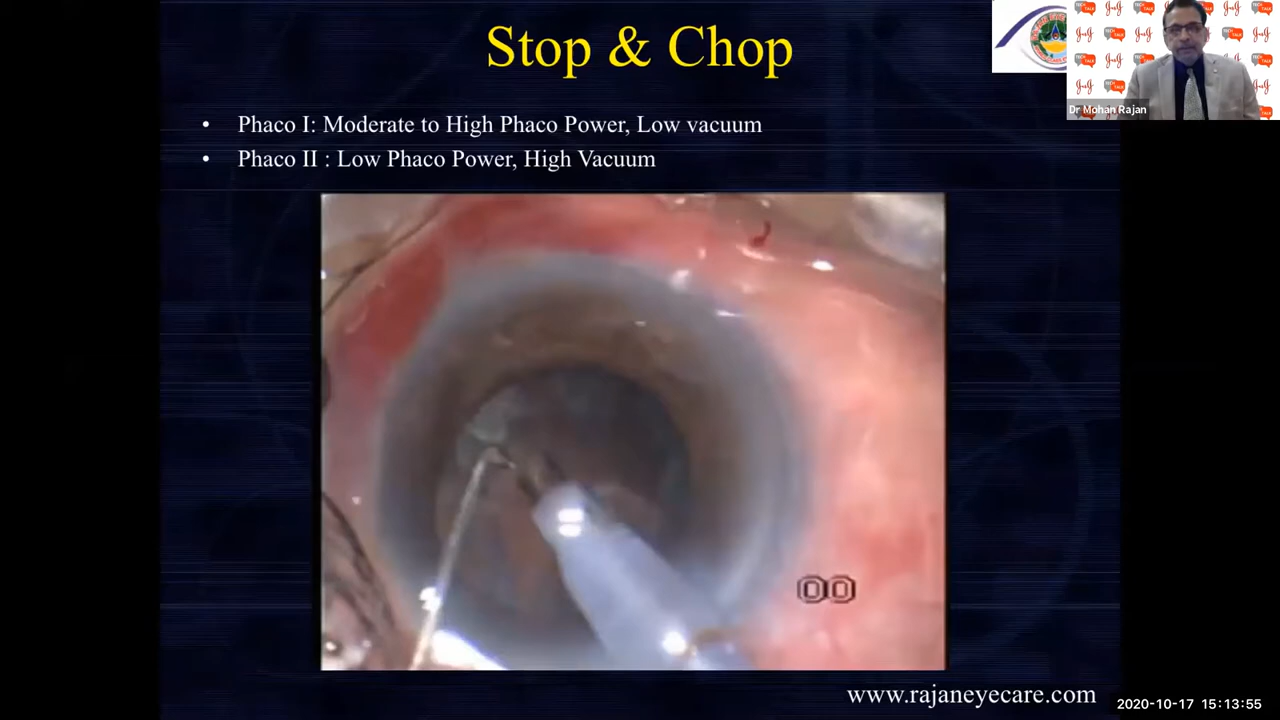 Stop & Chop
Dr Mohan Rajan
• Phaco I: Moderate to High Phaco Power, Low vacuum
• Phaco II : Low Phaco Power, High Vacuum
00
www.rajaneyecare.com
2020-10-17 15:13:55